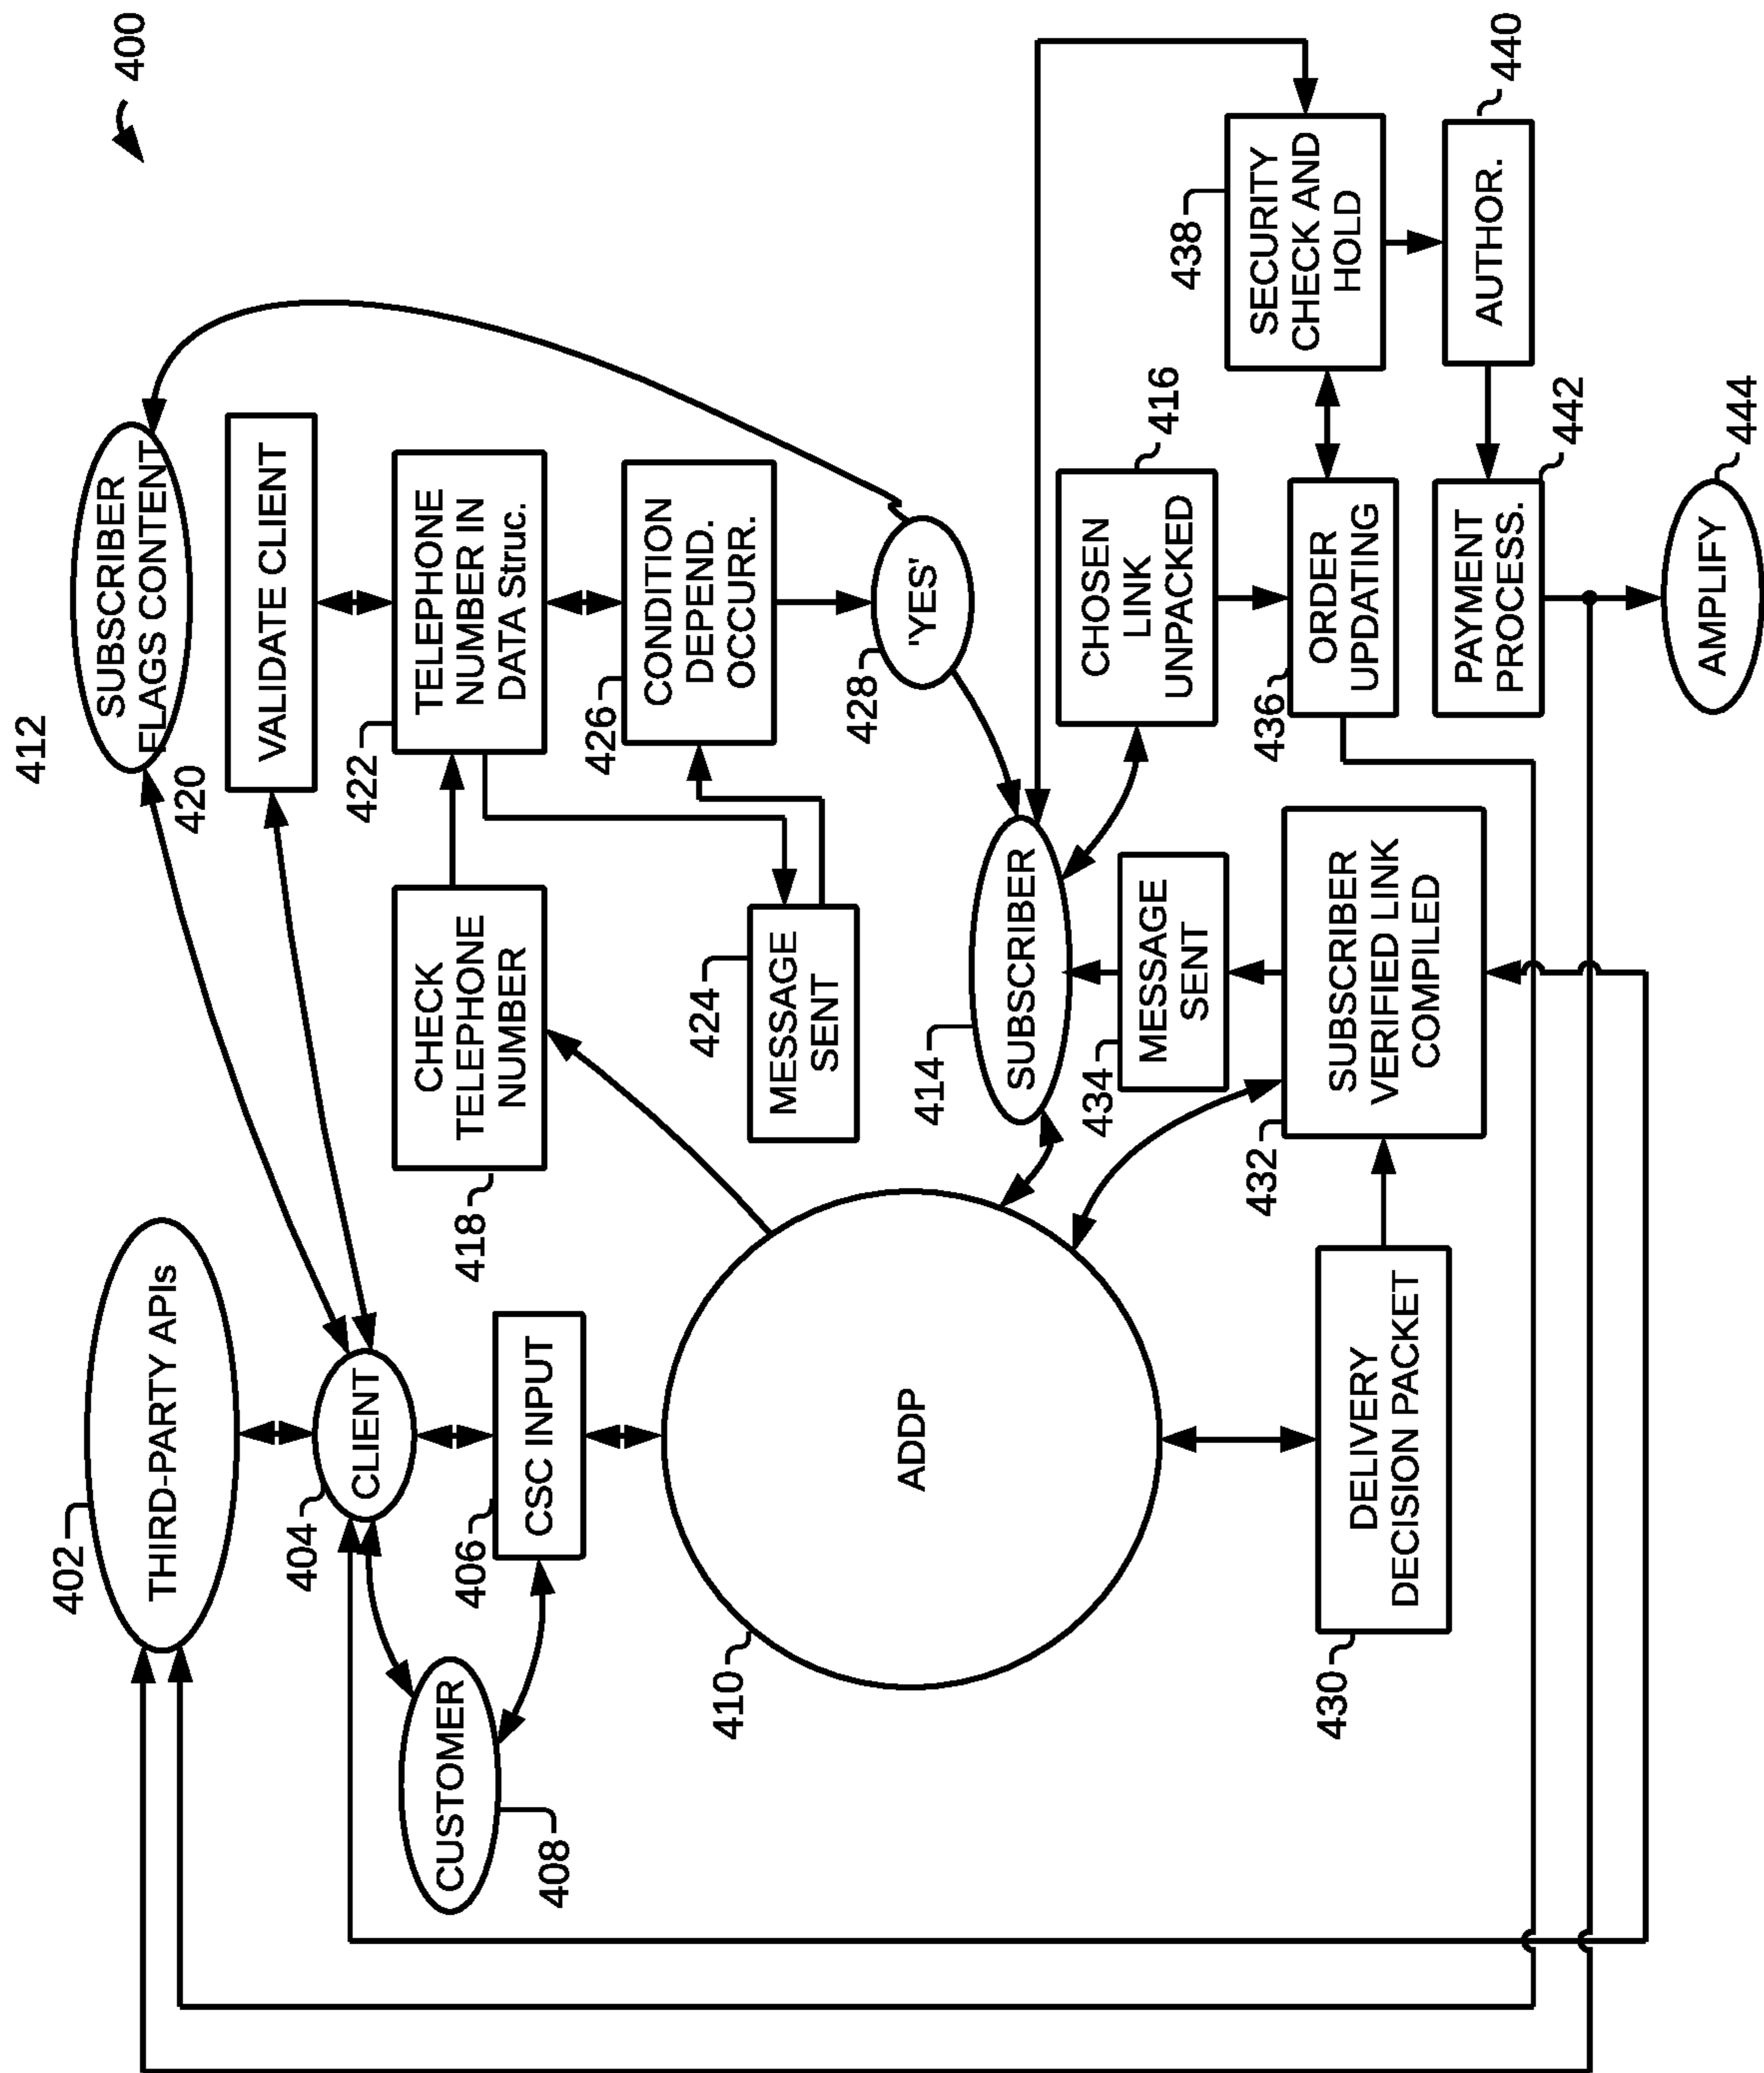 400
412
SUBSCRIBER
FLAGS CONTENT
420
VALIDATE CLIENT
422
TELEPHONE
NUMBER IN
DATA Struc.
426
CONDITION
DEPEND.
OCCURR.
428
'YES'
402
THIRD-PARTY APIs
404
CLIENT
406
CSC INPUT
CUSTOMER
408
418
CHECK
TELEPHONE
NUMBER
424
MESSAGE
SENT
410
ADDP
414
SUBSCRIBER
434
MESSAGE
SENT
432
SUBSCRIBER
VERIFIED LINK
COMPILED
430
DELIVERY
DECISION PACKET
CHOSEN
LINK
UNPACKED
416
436
ORDER
UPDATING
438
SECURITY
CHECK AND
HOLD
AUTHOR.
440
PAYMENT
PROCESS.
442
AMPLIFY
444